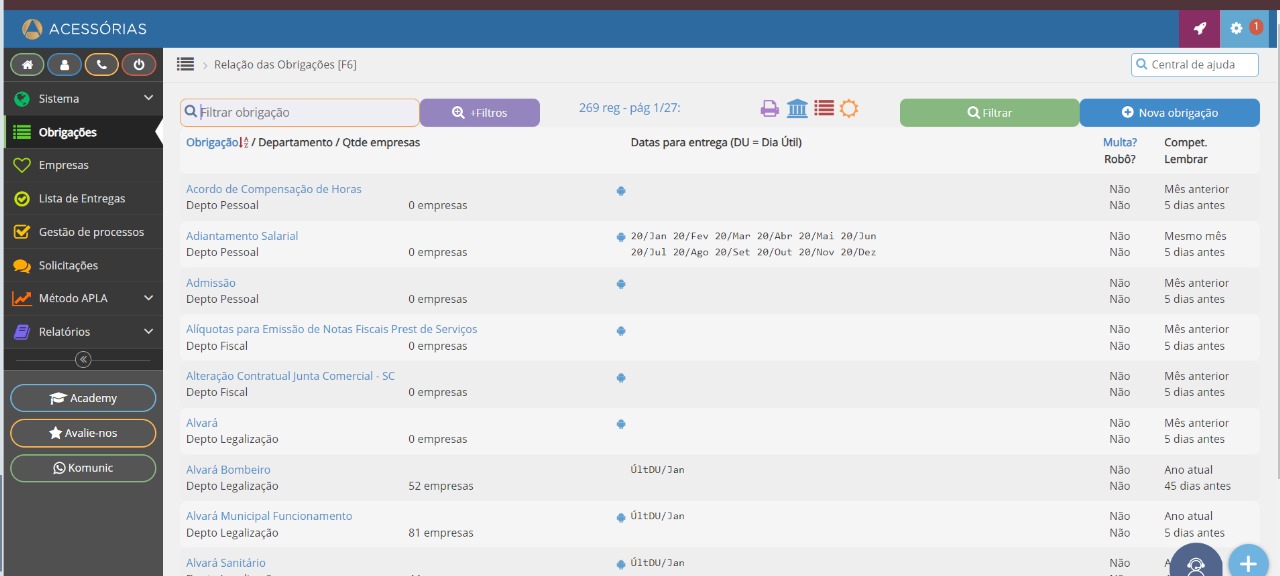 ACESSÓRIAS
1
Relação das Obrigações [F6]
Central de ajuda
Sistema
Obrigações
Empresas
Lista de Entregas
Gestão de processos
Solicitações
Método APLA
Relatórios
Academy
Avalie-nos
Komunic
Filtrar obrigação
+Filtros
269 reg - pág 1/27:
Filtrar
Nova obrigação
Obrigação / Departamento / Qtde empresas Datas para entrega (DU = Dia Útil) Multa? Compet.
Robô? Lembrar
Acordo de Compensação de Horas Não Mês anterior
Depto Pessoal 0 empresas Não 5 dias antes
Adiantamento Salarial 20/Jan 20/Fev 20/Mar 20/Abr 20/Mai 20/Jun Não Mesmo mês
Depto Pessoal 0 empresas 20/Jul 20/Ago 20/Set 20/Out 20/Nov 20/Dez Não 5 dias antes
Admissão Não Mês anterior
Depto Pessoal 0 empresas Não 5 dias antes
Alíquotas para Emissão de Notas Fiscais Prest de Serviços Não Mês anterior
Depto Fiscal 0 empresas Não 5 dias antes
Alteração Contratual Junta Comercial - SC Não Mês anterior
Depto Fiscal 0 empresas Não 5 dias antes
Alvará Não Mês anterior
Depto Legalização 0 empresas Não 5 dias antes
Alvará Bombeiro ÚltDU/Jan Não Ano atual
Depto Legalização 52 empresas Não 45 dias antes
Alvará Municipal Funcionamento ÚltDU/Jan Não Ano atual
Depto Legalização 81 empresas Não 5 dias antes
Alvará Sanitário ÚltDU/Jan Não